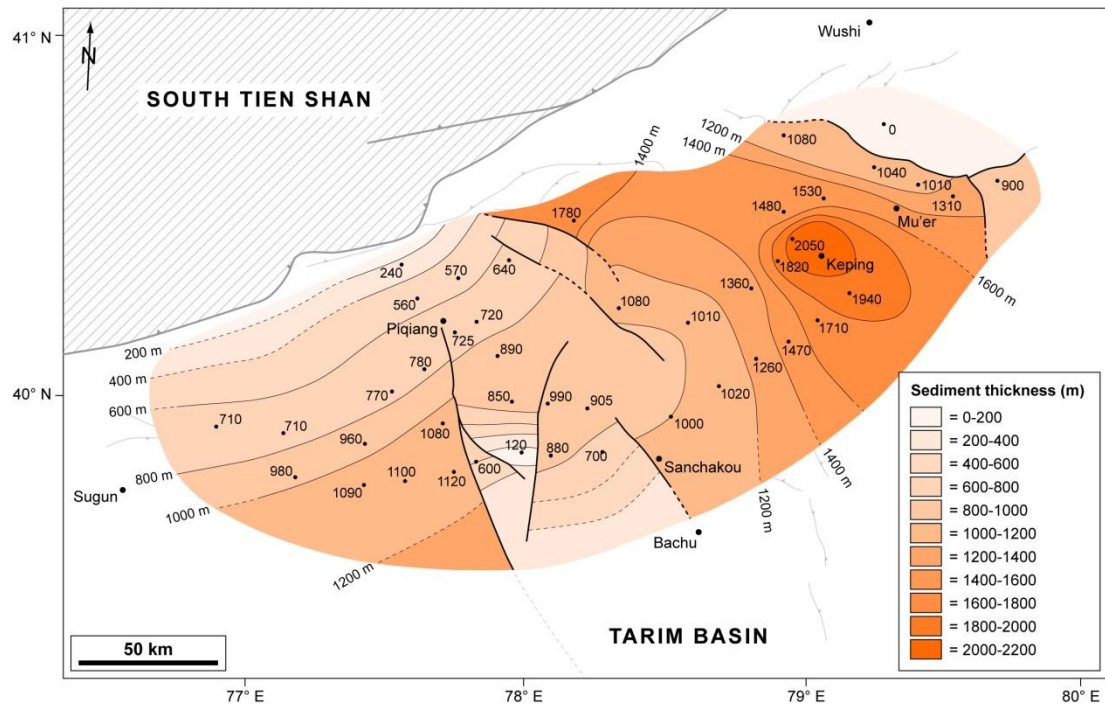 41° N
Wushi
N
SOUTH TIEN SHAN
1200 m
1080
0
1400 m
1400 m
1040
1010
900
1530
1310
1480
Mu'er
1780
2050
Keping
240
570
640
1820
1600 m
560
1360
1940
Piqiang
720
1080
1010
1710
725
200 m
890
1470
780
1260
400 m
40° N
770
850
990
905
1020
600 m
710
710
1080
1000
960
120
880
700
800 m
980
1100
1120
600
Sanchakou
1400 m
Sugun
1090
1000 m
1200 m
Bachu
1200 m
TARIM BASIN
50 km
Sediment thickness (m)
= 0-200
= 200-400
= 400-600
= 600-800
= 800-1000
= 1000-1200
= 1200-1400
= 1400-1600
= 1600-1800
= 1800-2000
= 2000-2200
77° E
78° E
79° E
80° E